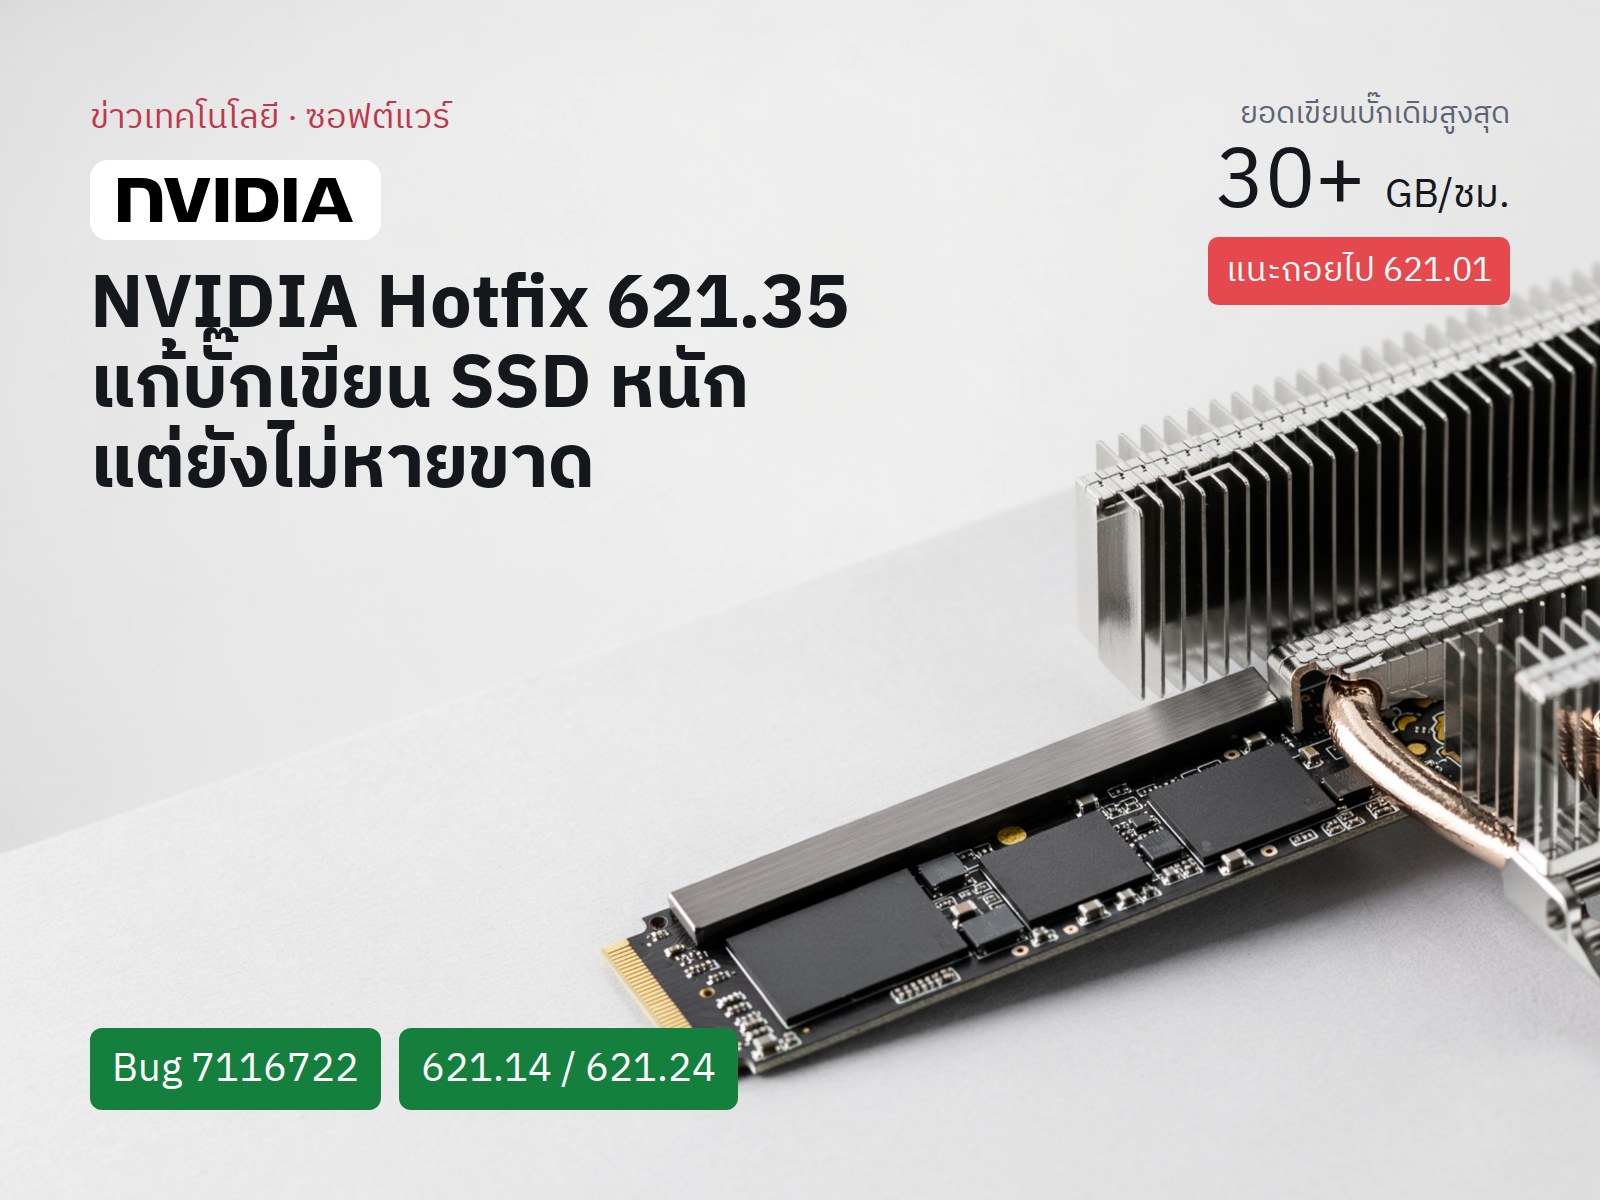 ข่าวเทคโนโลยี · ซอฟต์แวร์
NVIDIA
NVIDIA Hotfix 621.35
แก้บั๊กเขียน SSD หนัก
แต่ยังไม่หายขาด
ยอดเขียนบั๊กเดิมสูงสุด
30+ GB/ชม.
แนะถอยไป 621.01
Bug 7116722
621.14 / 621.24